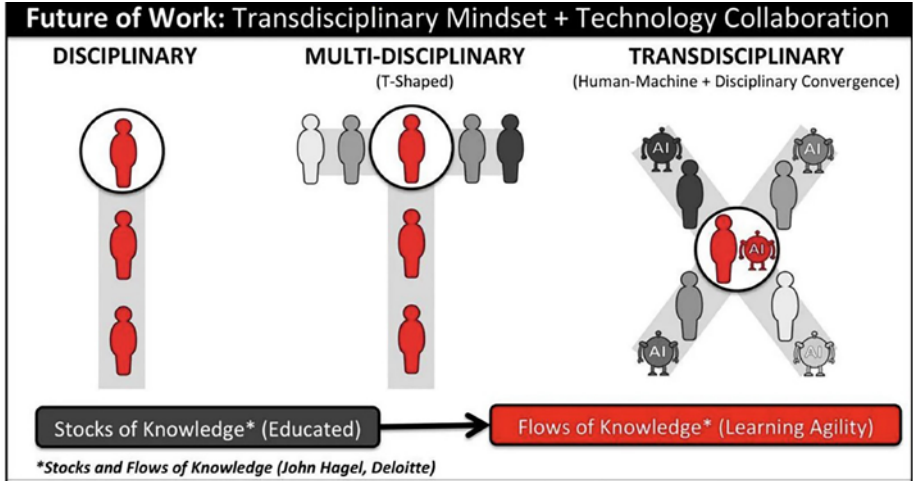 Future of Work: Transdisciplinary Mindset + Technology Collaboration
DISCIPLINARY
MULTI-DISCIPLINARY
(T-Shaped)
TRANSDISCIPLINARY
(Human-Machine + Disciplinary Convergence)
AI
AI
AI
AI
AI
Stocks of Knowledge* (Educated)
Flows of Knowledge* (Learning Agility)
*Stocks and Flows of Knowledge (John Hagel, Deloitte)